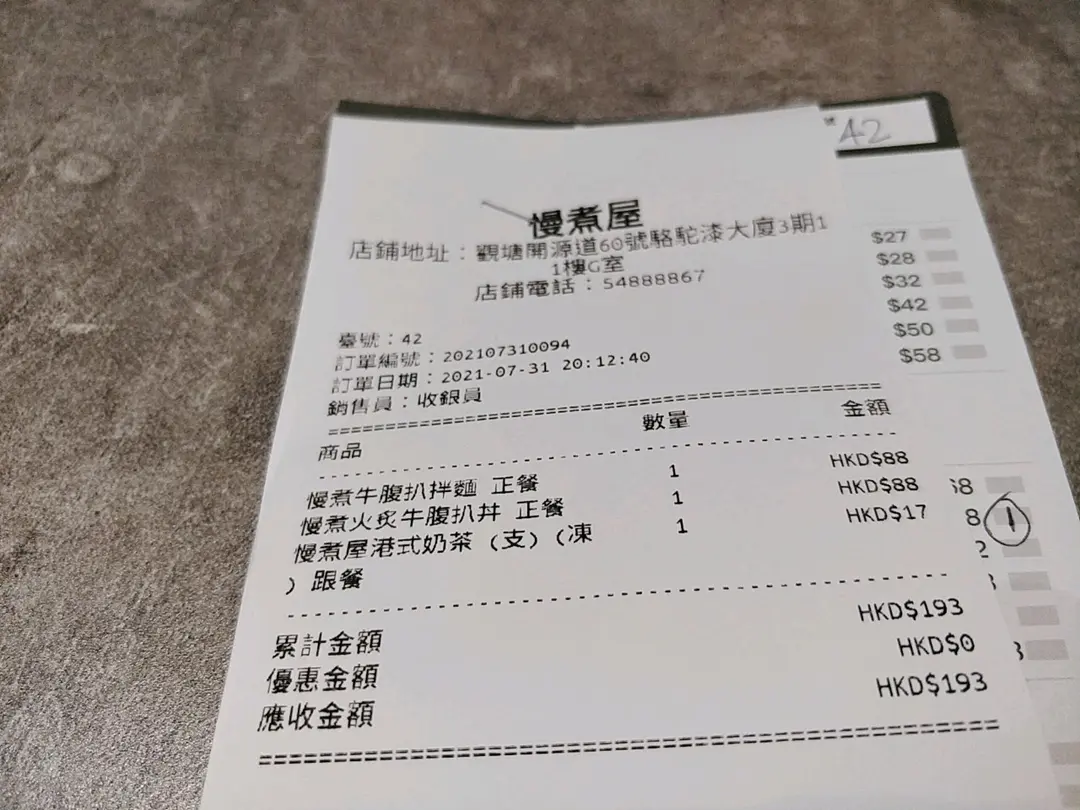 42
慢煮屋
店鋪地址：觀塘開源道60號駱駝漆大廈3期1
1樓G室
店鋪電話：54888867
臺號：42
訂單編號：202107310094
訂單日期：2021-07-31 20:12:40
銷售員：收銀員
商品 數量 金額
慢煮牛腹扒拌麵 正餐 1 HKD$88
慢煮火炙牛腹扒丼 正餐 1 HKD$88
慢煮屋港式奶茶 (支) (凍 1 HKD$17
) 跟餐
累計金額 HKD$193
優惠金額 HKD$0
應收金額 HKD$193
$27
$28
$32
$42
$50
$58
8
8 1
2